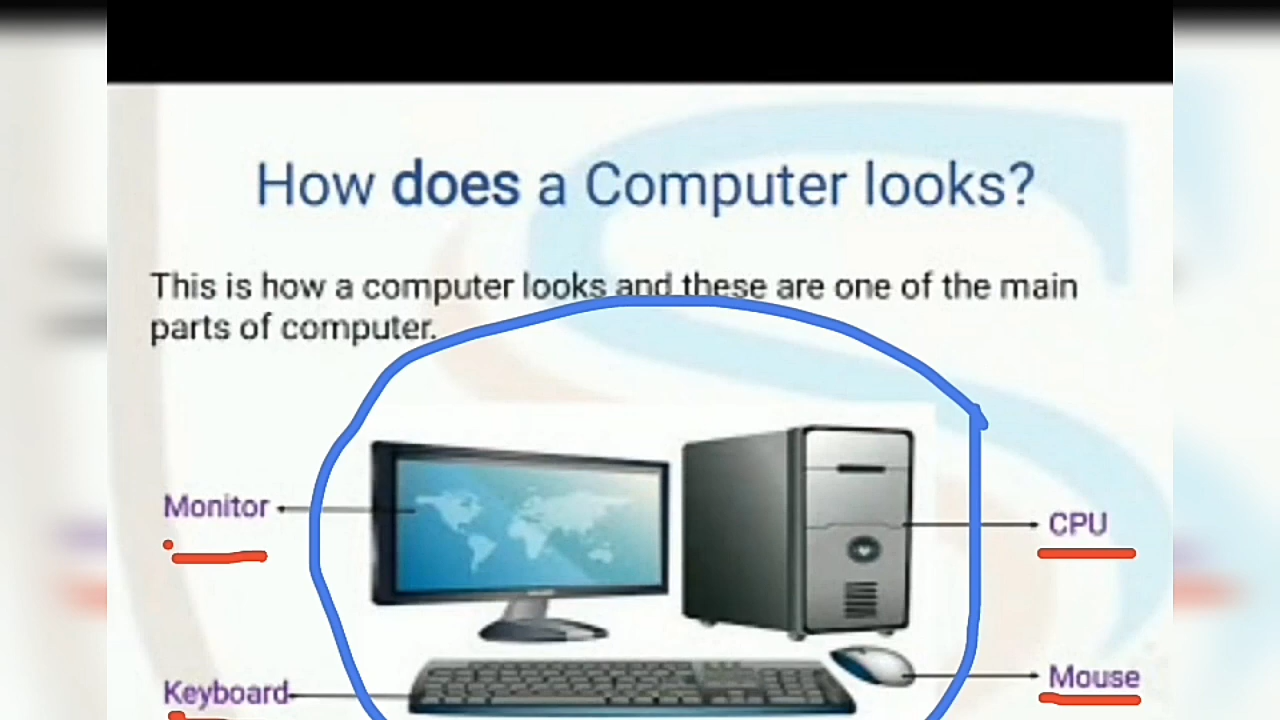 How does a Computer looks?
This is how a computer looks and these are one of the main
parts of computer.
Monitor
CPU
Keyboard
Mouse